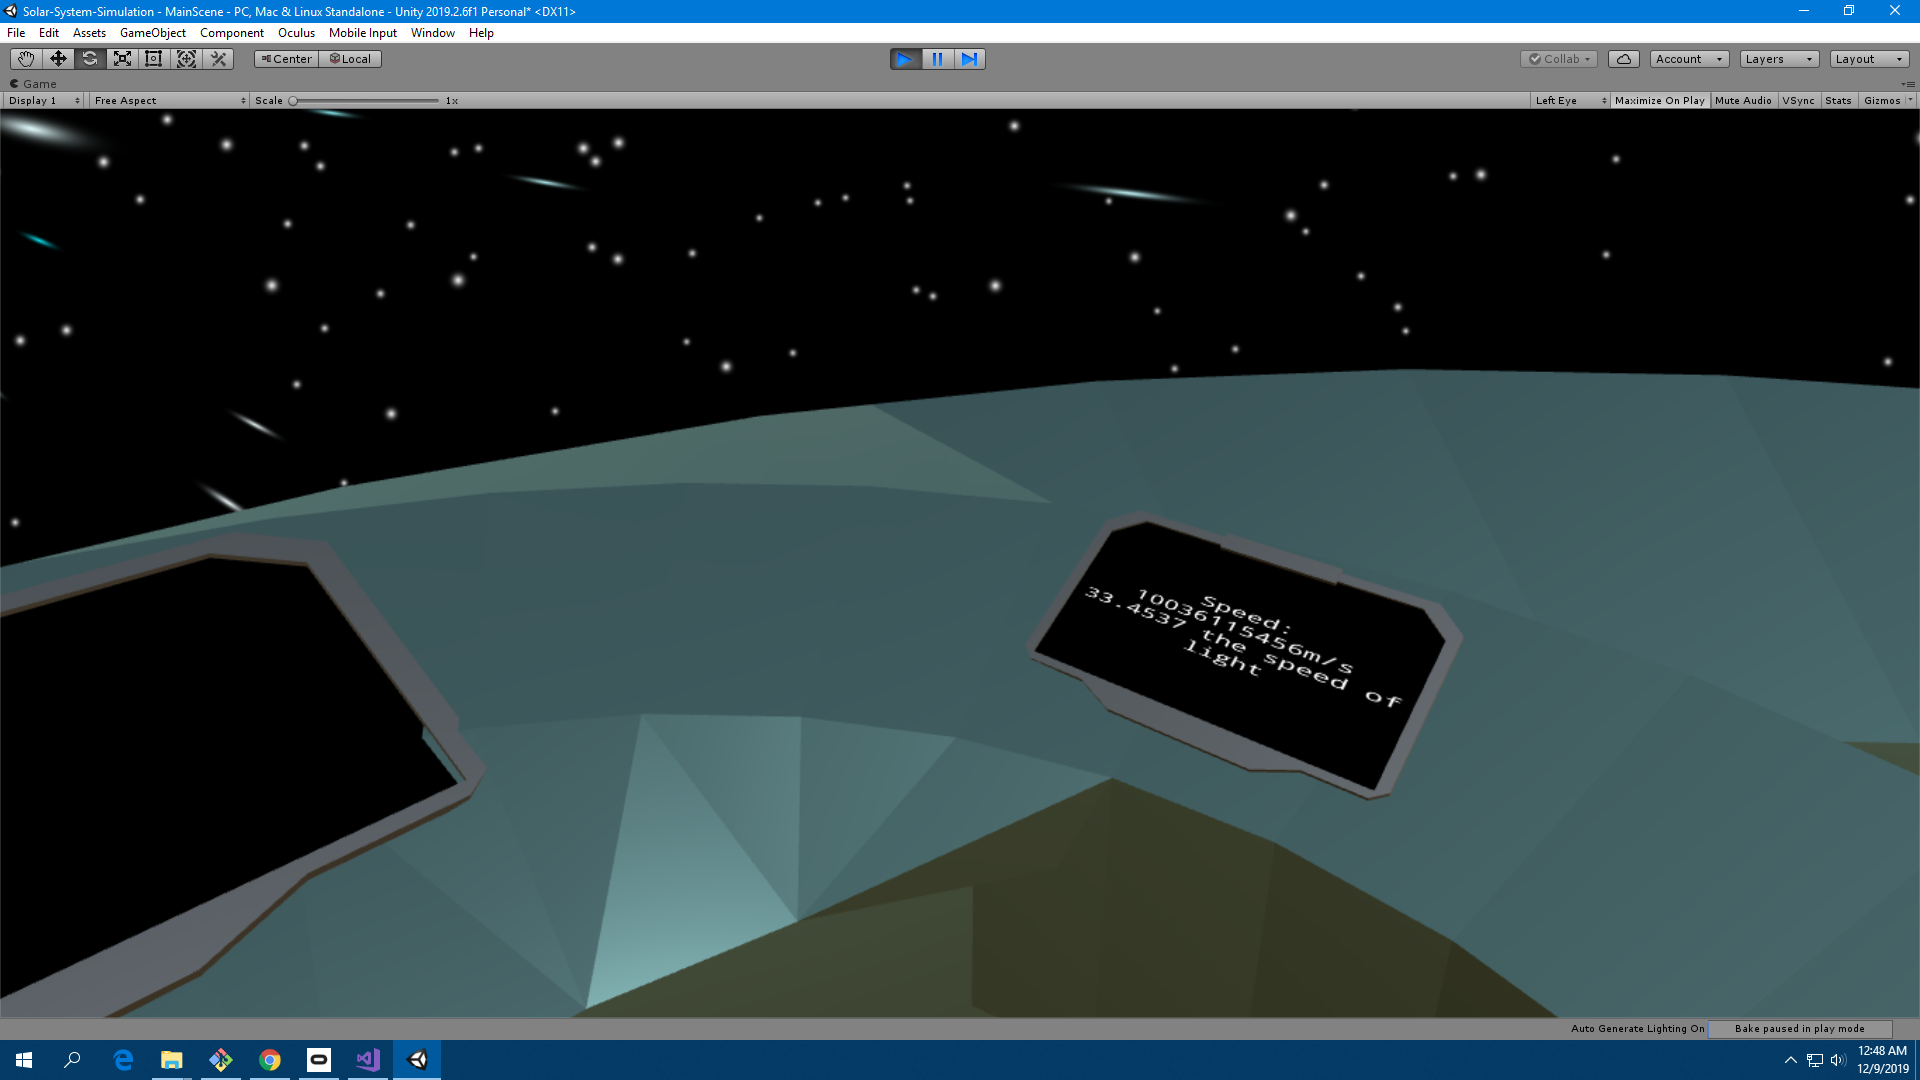 Solar-System-Simulation - MainScene - PC, Mac & Linux Standalone - Unity 2019.2.6f1 Personal* <DX11>
File Edit Assets GameObject Component Oculus Mobile Input Window Help
Center Local Collab Account Layers Layout
Game
Display 1 Free Aspect Scale 1x Left Eye Maximize On Play Mute Audio VSync Stats Gizmos
Speed:
10036115456m/s
33.4537 the speed of
light
Auto Generate Lighting On Bake paused in play mode
12:48 AM
12/9/2019